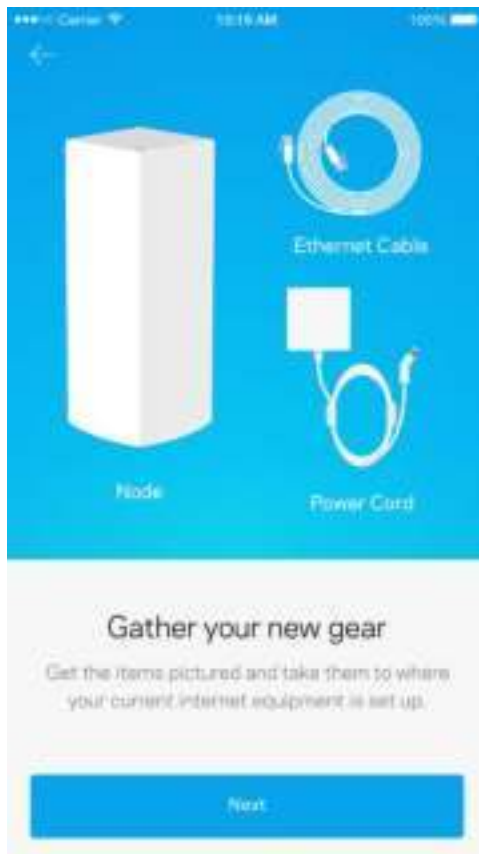 Carrier 10:19 AM 100%
Ethernet Cable
Node
Power Cord
Gather your new gear
Get the items pictured and take them to where
your current internet equipment is set up.
Next